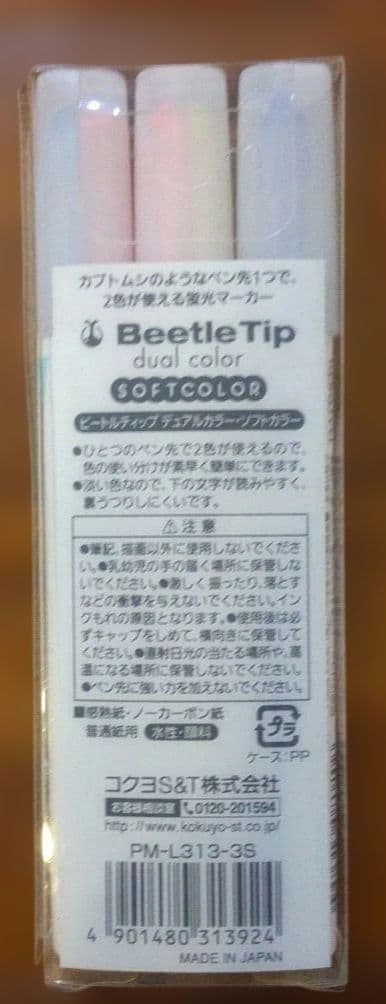 カブトムシのようなペン先1つで、
2色が使える蛍光マーカー
BeetleTip
dual color
SOFTCOLOR
ビートルティップ デュアルカラー・ソフトカラー
●ひとつのペン先で2色が使えるので、
色の使い分けが素早く簡単にできます。
●淡い色なので、下の文字が読みやすく、
裏うつりしにくいです。
⚠注意
●筆記、描画以外に使用しないでくださ
い。●乳幼児の手の届く場所に保管しな
いでください。●激しく振ったり、落とす
などの衝撃を与えないでください。イン
クもれの原因となります。●使用後は必
ずキャップをしめて、横向きに保管して
ください。●直射日光の当たる場所や、高
温になる場所に保管しないでください。
●ペン先に強い力を加えないでください。
■感熱紙・ノーカーボン紙
普通紙用 水性・顔料
プラ
ケース:PP
コクヨS&T株式会社
お客様相談室 0120-201594
http://www.kokuyo-st.co.jp/
PM-L313-3S
4 901480 313924
MADE IN JAPAN